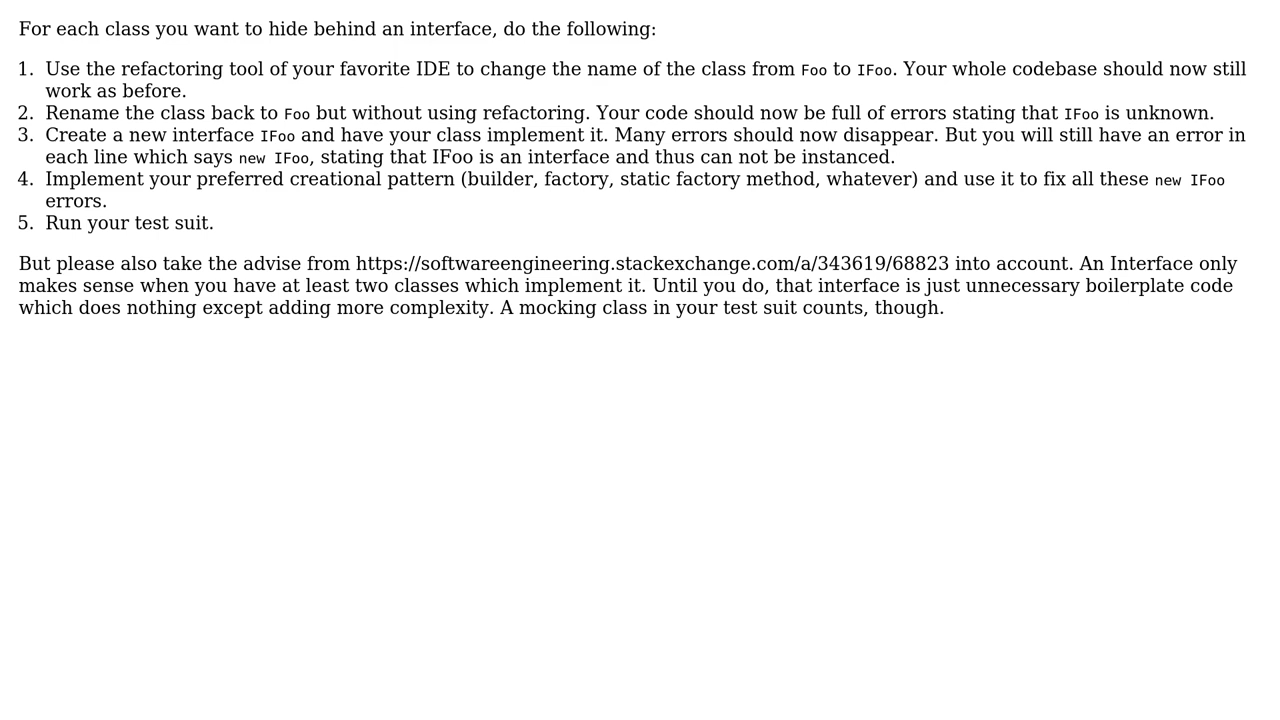 For each class you want to hide behind an interface, do the following:
1. Use the refactoring tool of your favorite IDE to change the name of the class from Foo to IFoo. Your whole codebase should now still
work as before.
2. Rename the class back to Foo but without using refactoring. Your code should now be full of errors stating that IFoo is unknown.
3. Create a new interface IFoo and have your class implement it. Many errors should now disappear. But you will still have an error in
each line which says new IFoo, stating that IFoo is an interface and thus can not be instanced.
4. Implement your preferred creational pattern (builder, factory, static factory method, whatever) and use it to fix all these new IFoo
errors.
5. Run your test suit.
But please also take the advise from https://softwareengineering.stackexchange.com/a/343619/68823 into account. An Interface only
makes sense when you have at least two classes which implement it. Until you do, that interface is just unnecessary boilerplate code
which does nothing except adding more complexity. A mocking class in your test suit counts, though.